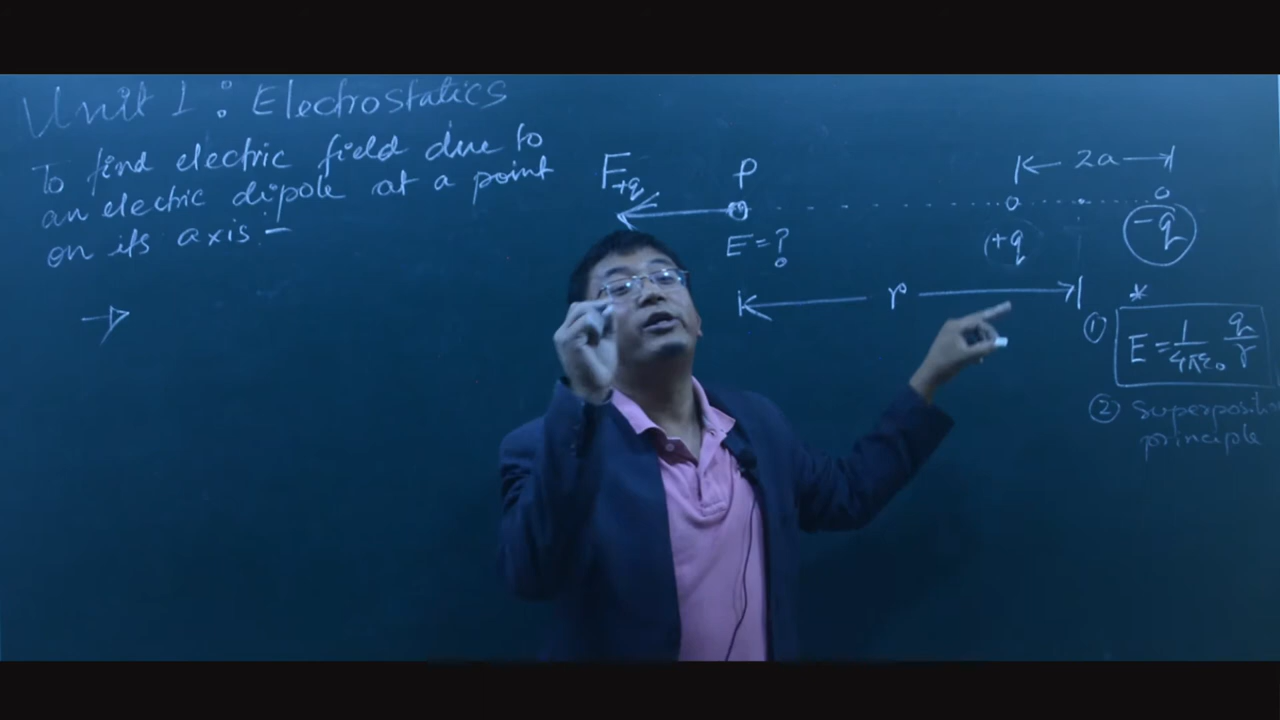 Unit 1 : Electrostatics
To find electric field due to
an electric dipole at a point
on its axis :-
F+q
P
2a
+q
-q
E = ?
r
*
① E = 1/4πε₀ q/r
② superpositi
principle